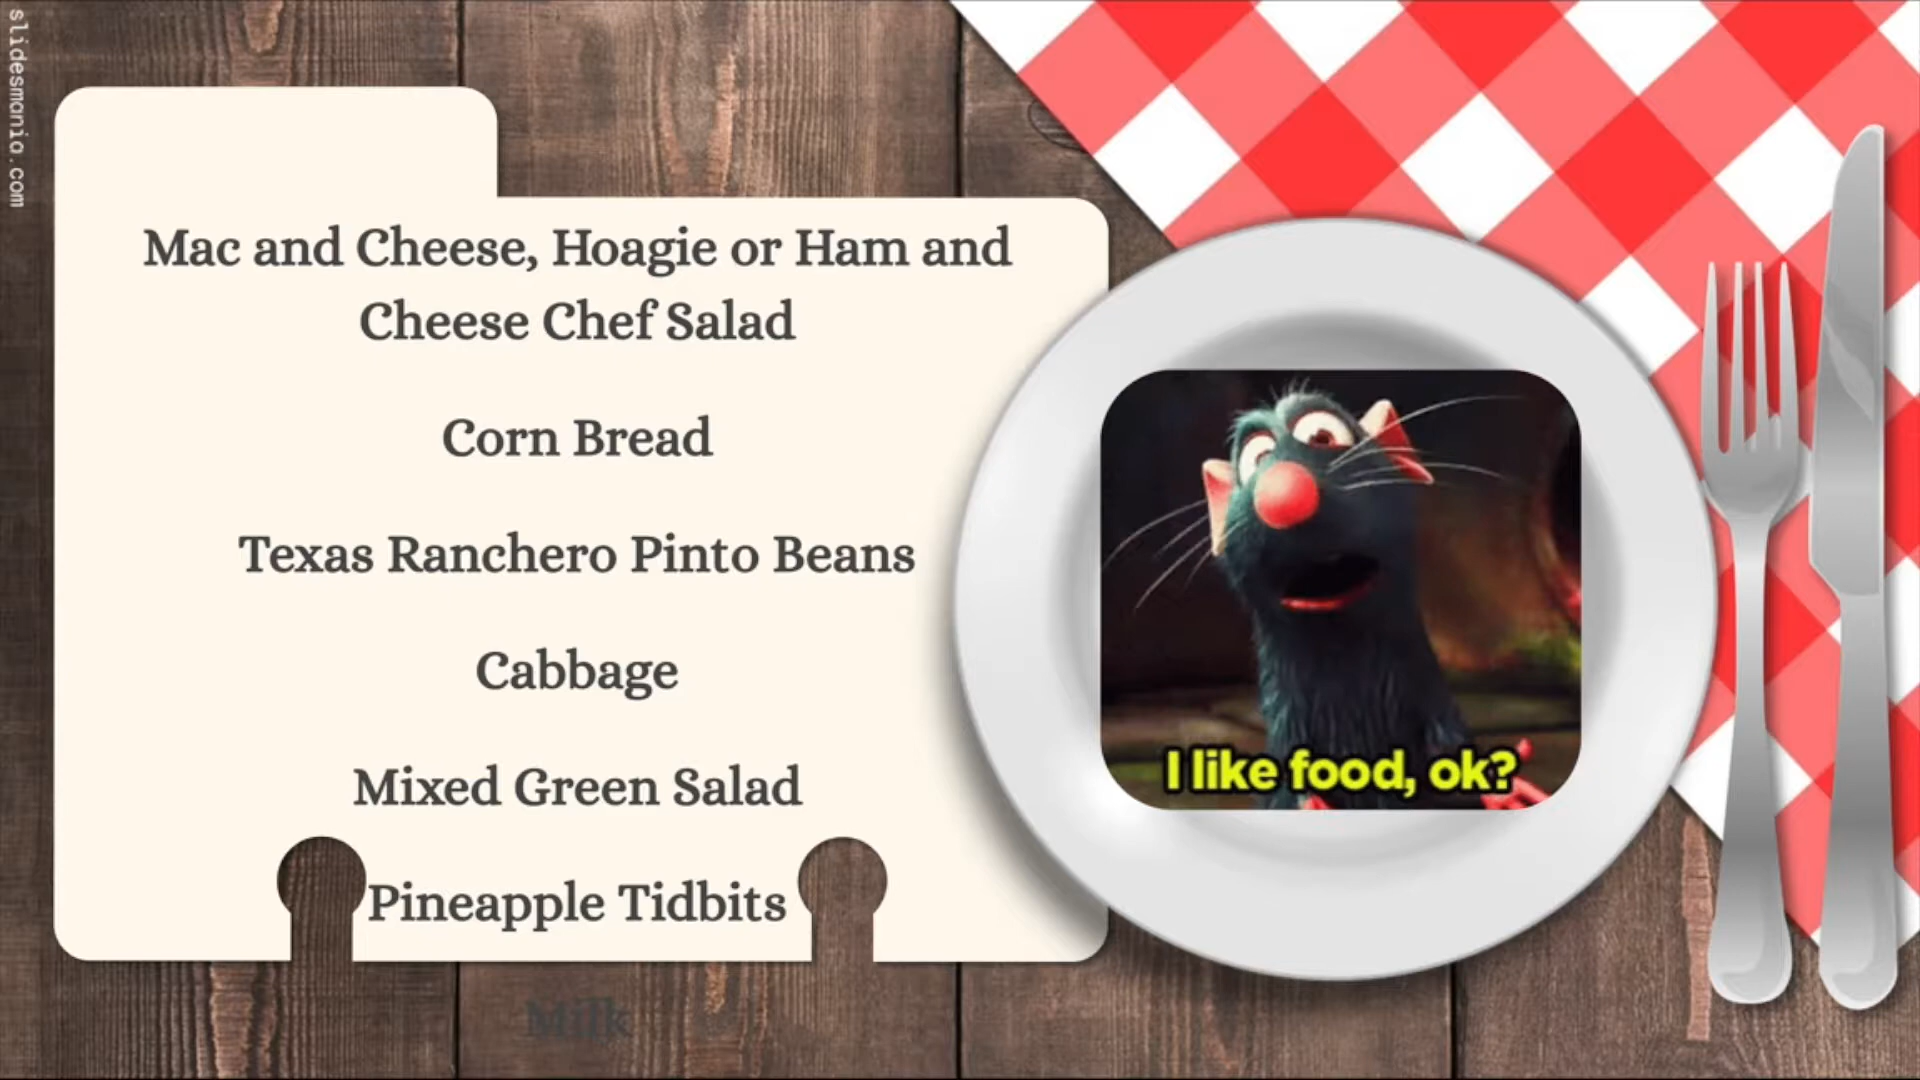 slidesmania.com
Mac and Cheese, Hoagie or Ham and
Cheese Chef Salad
Corn Bread
Texas Ranchero Pinto Beans
Cabbage
Mixed Green Salad
Pineapple Tidbits
Milk
I like food, ok?